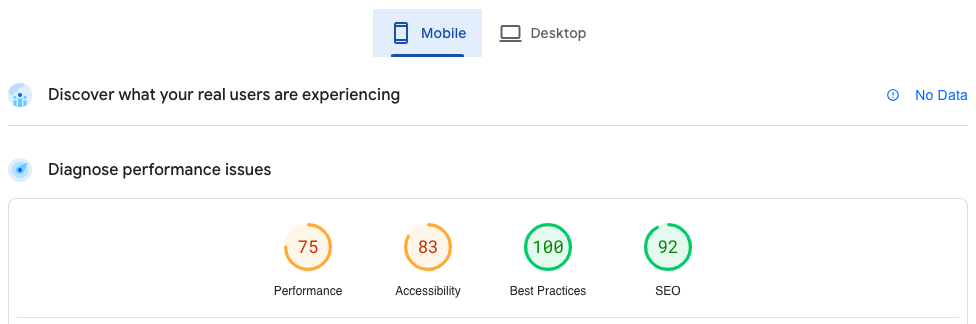 Mobile Desktop
Discover what your real users are experiencing No Data
Diagnose performance issues
75 83 100 92
Performance Accessibility Best Practices SEO